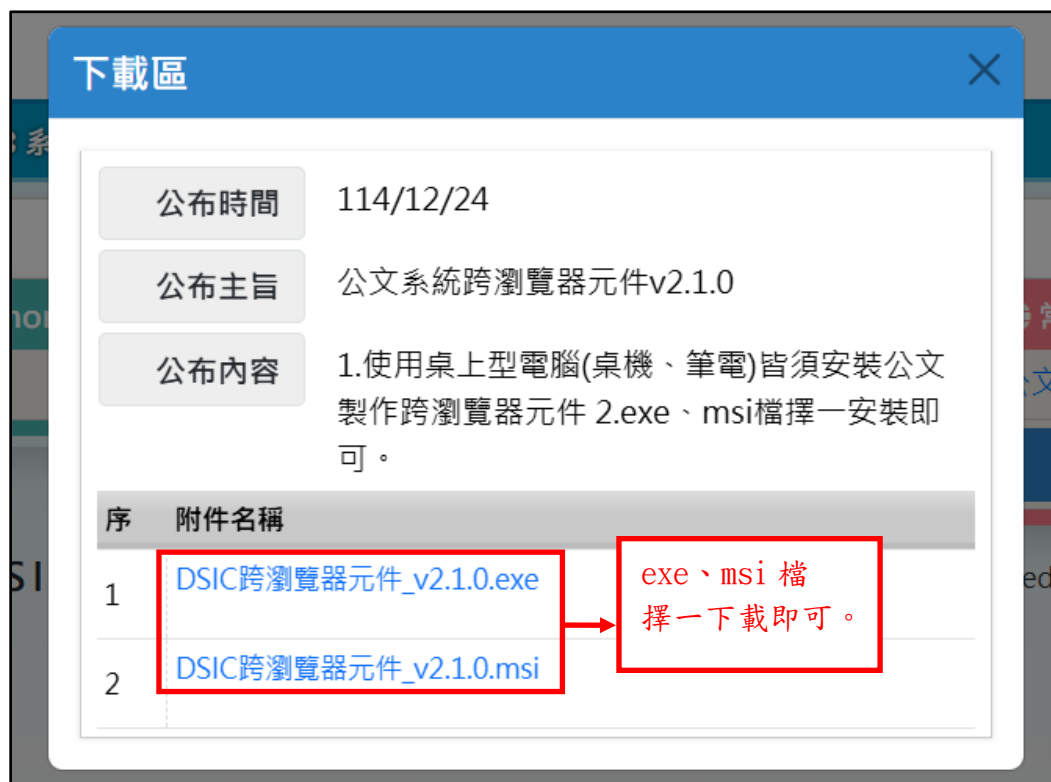 下載區
系
公布時間
114/12/24
公布主旨
公文系統跨瀏覽器元件v2.1.0
公布內容
1.使用桌上型電腦(桌機、筆電)皆須安裝公文
製作跨瀏覽器元件 2.exe、msi檔擇一安裝即
可。
序 附件名稱
1 DSIC跨瀏覽器元件_v2.1.0.exe
2 DSIC跨瀏覽器元件_v2.1.0.msi
exe、msi 檔
擇一下載即可。
SI
ed